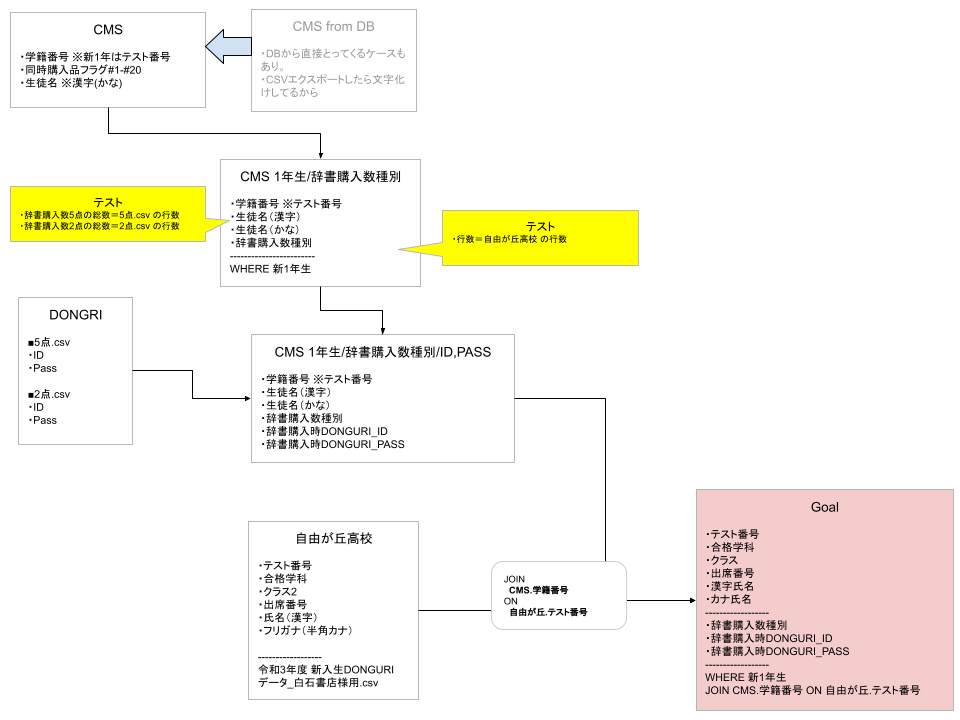 CMS
・学籍番号 ※新1年はテスト番号
・同時購入品フラグ#1-#20
・生徒名 ※漢字(かな)
CMS from DB
・DBから直接とってくるケースも
あり。
・CSVエクスポートしたら文字化
けしてるから
CMS 1年生/辞書購入数種別
・学籍番号 ※テスト番号
・生徒名（漢字）
・生徒名（かな）
・辞書購入数種別
------------------------
WHERE 新1年生
テスト
・辞書購入数5点の総数＝5点.csv の行数
・辞書購入数2点の総数＝2点.csv の行数
テスト
・行数＝自由が丘高校 の行数
DONGRI
■5点.csv
・ID
・Pass
■2点.csv
・ID
・Pass
CMS 1年生/辞書購入数種別/ID,PASS
・学籍番号 ※テスト番号
・生徒名（漢字）
・生徒名（かな）
・辞書購入数種別
・辞書購入時DONGURI_ID
・辞書購入時DONGURI_PASS
自由が丘高校
・テスト番号
・合格学科
・クラス2
・出席番号
・氏名（漢字）
・フリガナ（半角カナ）
------------------
令和3年度 新入生DONGURI
データ_白石書店様用.csv
JOIN
CMS.学籍番号
ON
自由が丘.テスト番号
Goal
・テスト番号
・合格学科
・クラス
・出席番号
・漢字氏名
・カナ氏名
------------------
・辞書購入数種別
・辞書購入時DONGURI_ID
・辞書購入時DONGURI_PASS
------------------
WHERE 新1年生
JOIN CMS.学籍番号 ON 自由が丘.テスト番号